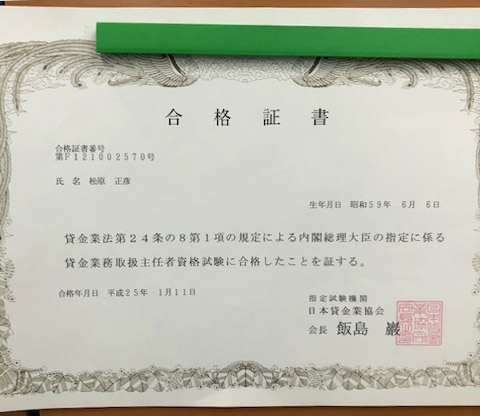 合格証書
合格証書番号
第F121002570号
氏 名 松原 正彦
生年月日 昭和59年 6月 6日
貸金業法第24条の8第1項の規定による内閣総理大臣の指定に係る
貸金業務取扱主任者資格試験に合格したことを証する。
合格年月日 平成25年 1月11日
指定試験機関
日本貸金業協会
会長 飯島 巖